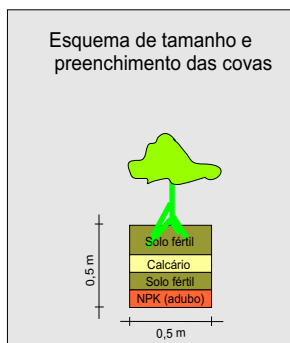 Esquema de tamanho e
preenchimento das covas
0,5 m
Solo fértil
Calcário
Solo fértil
NPK (adubo)
0,5 m